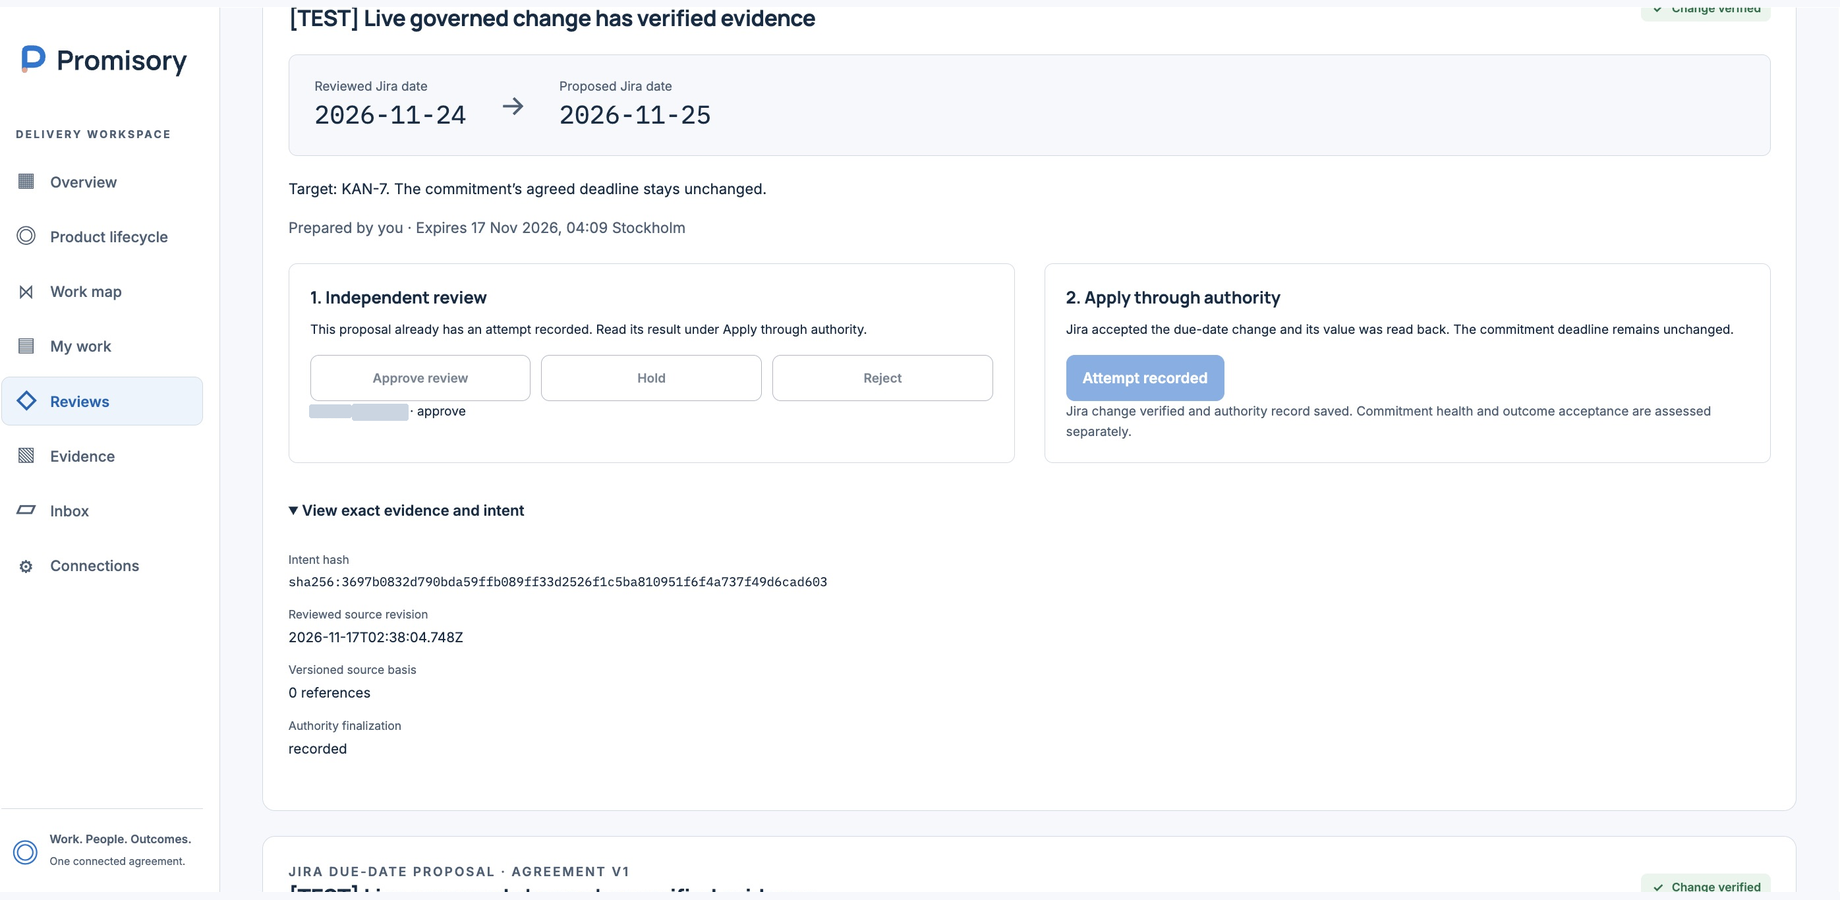 Promisory
DELIVERY WORKSPACE
Overview
Product lifecycle
Work map
My work
Reviews
Evidence
Inbox
Connections
Work. People. Outcomes.
One connected agreement.
[TEST] Live governed change has verified evidence
Change verified
Reviewed Jira date
2026-11-24
→
Proposed Jira date
2026-11-25
Target: KAN-7. The commitment's agreed deadline stays unchanged.
Prepared by you · Expires 17 Nov 2026, 04:09 Stockholm
1. Independent review
This proposal already has an attempt recorded. Read its result under Apply through authority.
Approve review
Hold
Reject
· approve
2. Apply through authority
Jira accepted the due-date change and its value was read back. The commitment deadline remains unchanged.
Attempt recorded
Jira change verified and authority record saved. Commitment health and outcome acceptance are assessed
separately.
View exact evidence and intent
Intent hash
sha256:3697b0832d790bda59ffb089ff33d2526f1c5ba810951f6f4a737f49d6cad603
Reviewed source revision
2026-11-17T02:38:04.748Z
Versioned source basis
0 references
Authority finalization
recorded
JIRA DUE-DATE PROPOSAL · AGREEMENT V1
Change verified